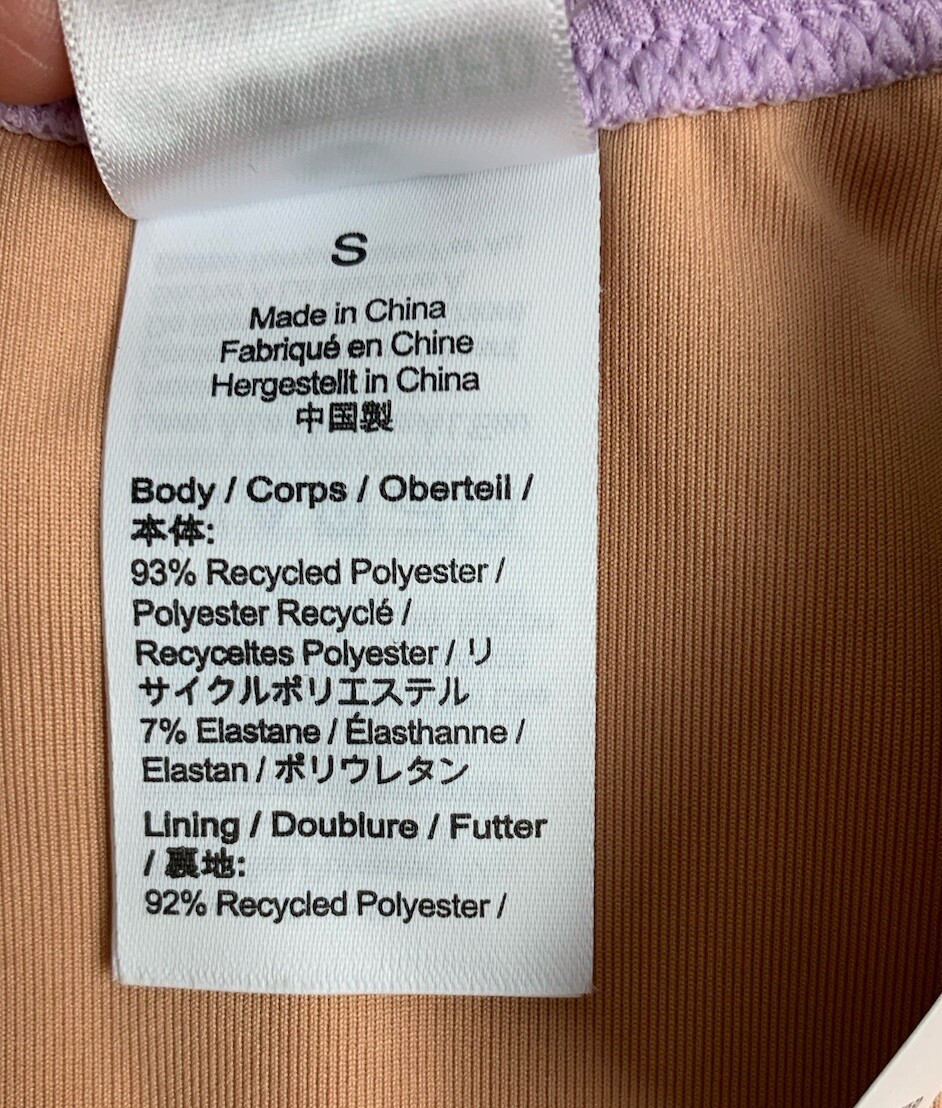 S
Made in China
Fabriqué en Chine
Hergestellt in China
中国製
Body / Corps / Oberteil /
本体:
93% Recycled Polyester /
Polyester Recyclé /
Recyceltes Polyester / リ
サイクルポリエステル
7% Elastane / Élasthanne /
Elastan / ポリウレタン
Lining / Doublure / Futter
/ 裏地:
92% Recycled Polyester /